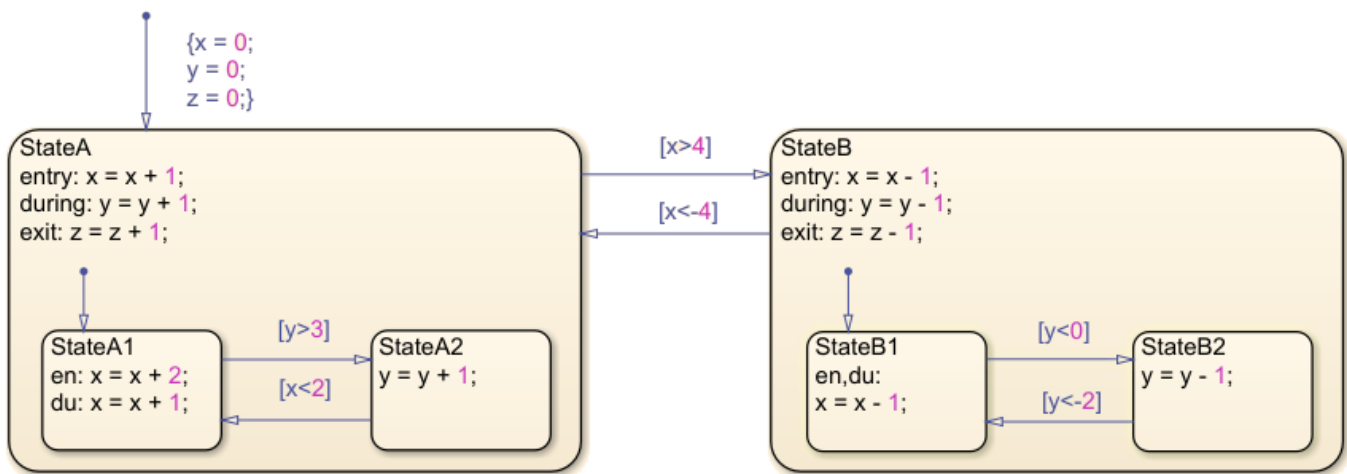 {x = 0;
y = 0;
z = 0;}
StateA
entry: x = x + 1;
during: y = y + 1;
exit: z = z + 1;
[x>4]
[x<-4]
StateB
entry: x = x - 1;
during: y = y - 1;
exit: z = z - 1;
StateA1
en: x = x + 2;
du: x = x + 1;
[y>3]
[x<2]
StateA2
y = y + 1;
StateB1
en,du:
x = x - 1;
[y<0]
[y<-2]
StateB2
y = y - 1;